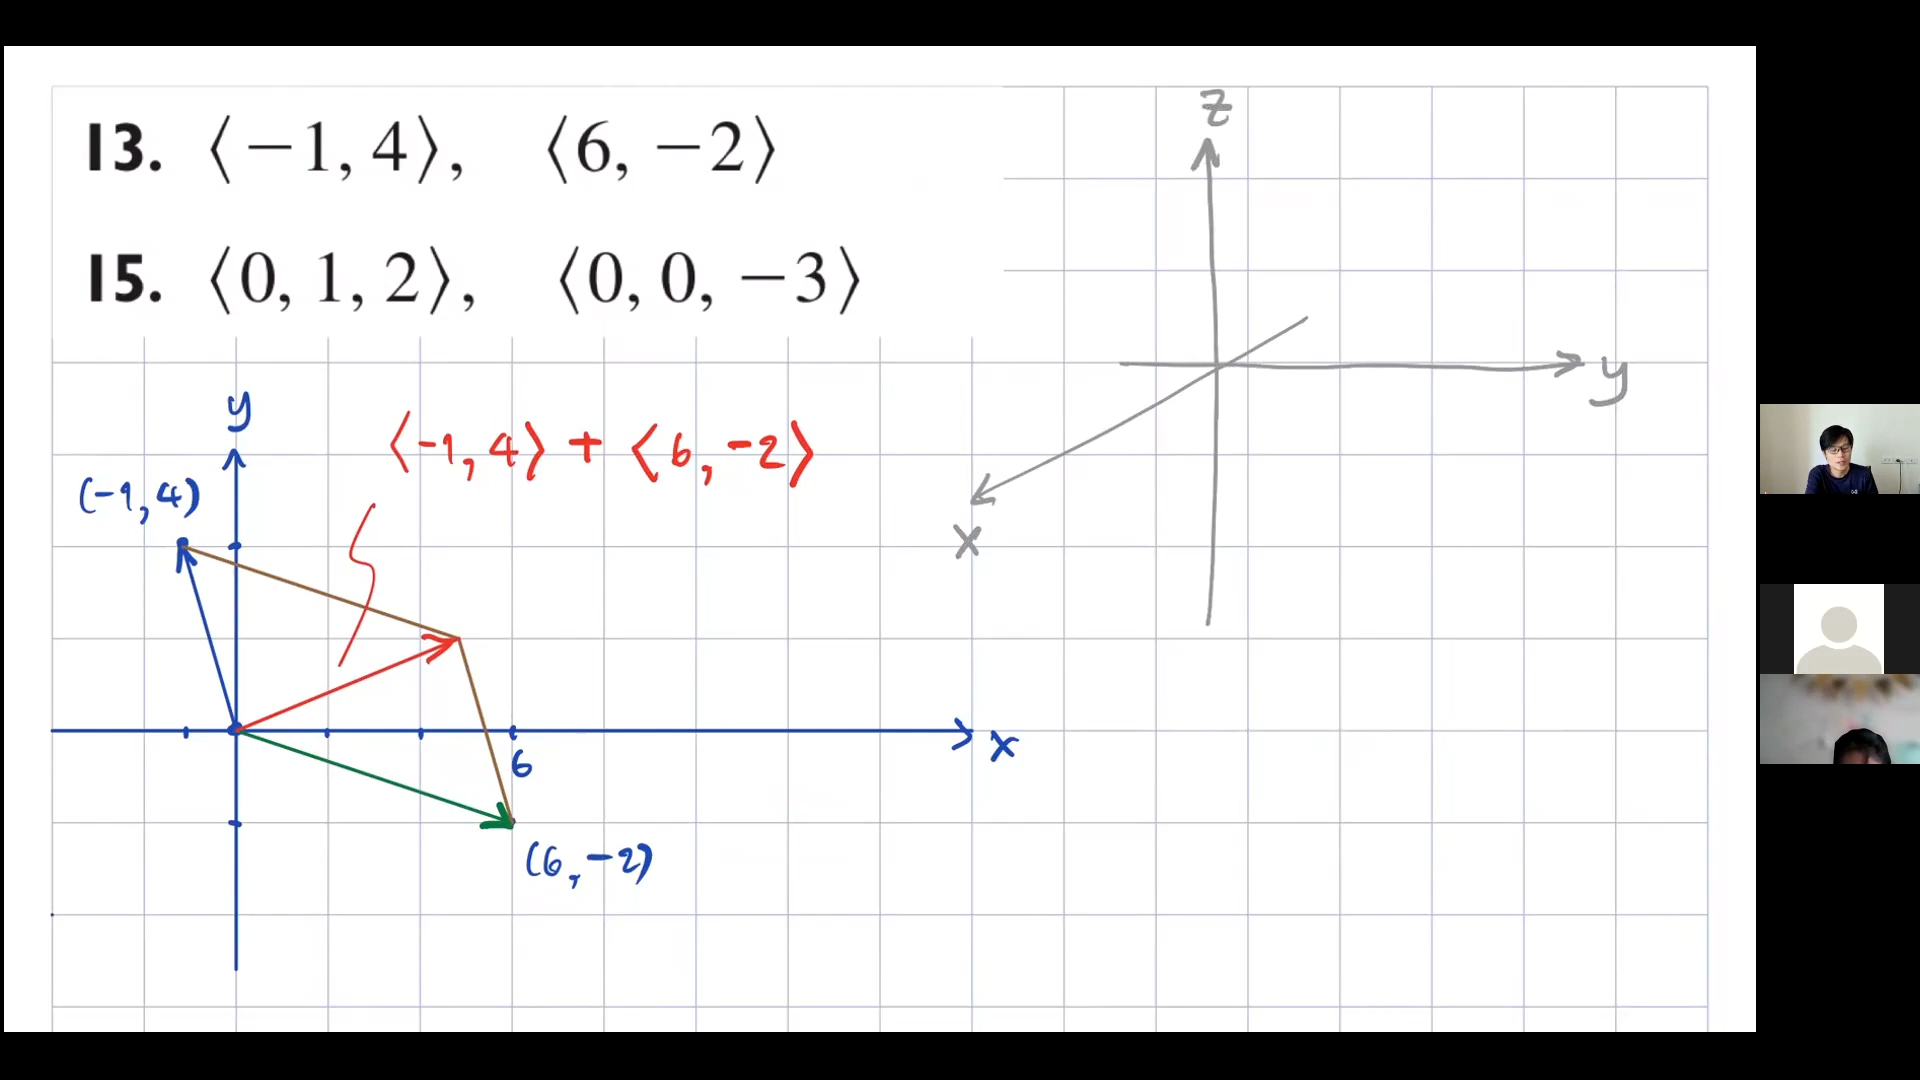 13. ⟨−1, 4⟩, ⟨6, −2⟩
15. ⟨0, 1, 2⟩, ⟨0, 0, −3⟩
y
⟨-1, 4⟩ + ⟨6, -2⟩
(-1, 4)
x
6
(6, -2)
z
y
x